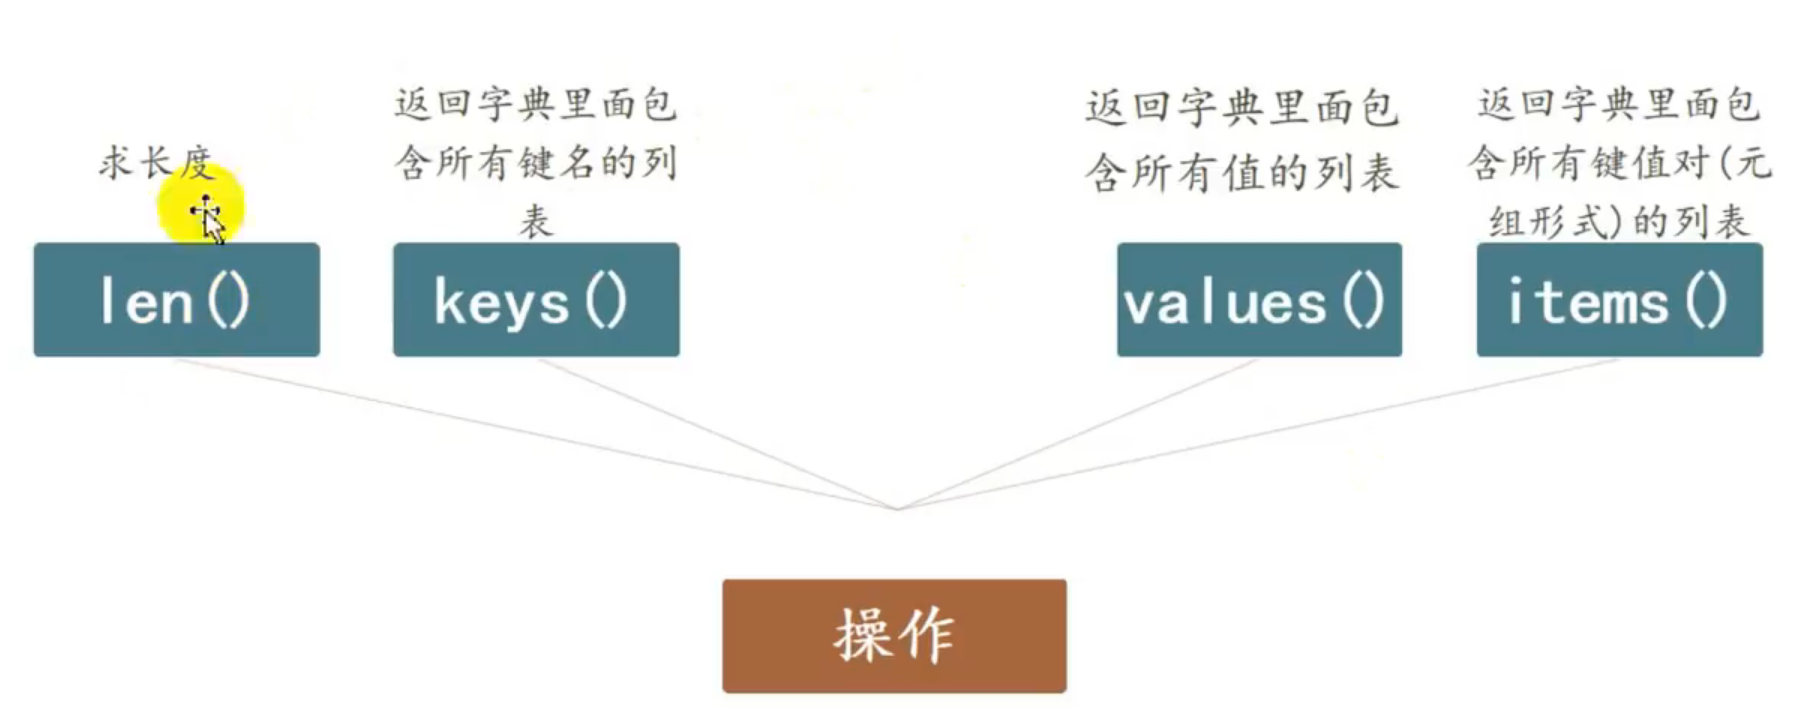 求长度
len()
返回字典里面包
含所有键名的列
表
keys()
返回字典里面包
含所有值的列表
values()
返回字典里面包
含所有键值对(元
组形式)的列表
items()
操作